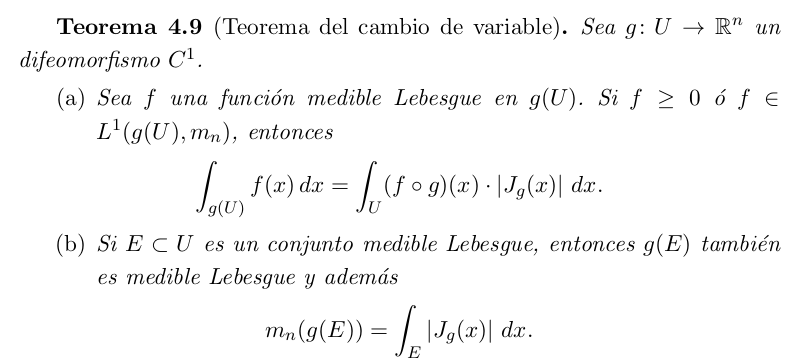 Teorema 4.9 (Teorema del cambio de variable). Sea g: U → ℝⁿ un
difeomorfismo C¹.
(a) Sea f una función medible Lebesgue en g(U). Si f ≥ 0 ó f ∈
L¹(g(U), mₙ), entonces
∫_{g(U)} f(x) dx = ∫_U (f ∘ g)(x) · |J_g(x)| dx.
(b) Si E ⊂ U es un conjunto medible Lebesgue, entonces g(E) también
es medible Lebesgue y además
mₙ(g(E)) = ∫_E |J_g(x)| dx.